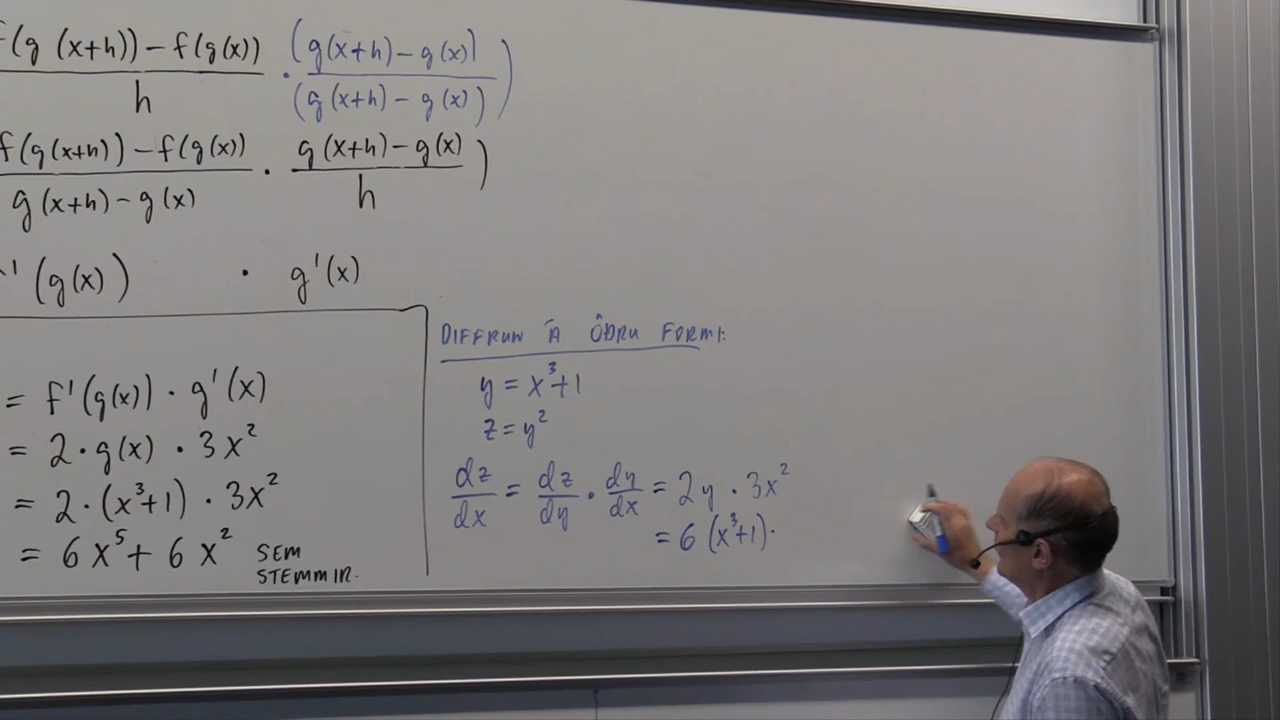 f(g(x+h)) - f(g(x)) / h · (g(x+h) - g(x)) / (g(x+h) - g(x)) )
f(g(x+h)) - f(g(x)) / g(x+h) - g(x) · g(x+h) - g(x) / h )
'(g(x)) · g'(x)
= f'(g(x)) · g'(x)
= 2 · g(x) · 3x²
= 2 · (x³+1) · 3x²
= 6x⁵ + 6x² SEM
STEMMIR.
DIFFRUN Á ÖÐRU FORMI:
y = x³+1
z = y²
dz/dx = dz/dy · dy/dx = 2y · 3x²
= 6(x³+1)·